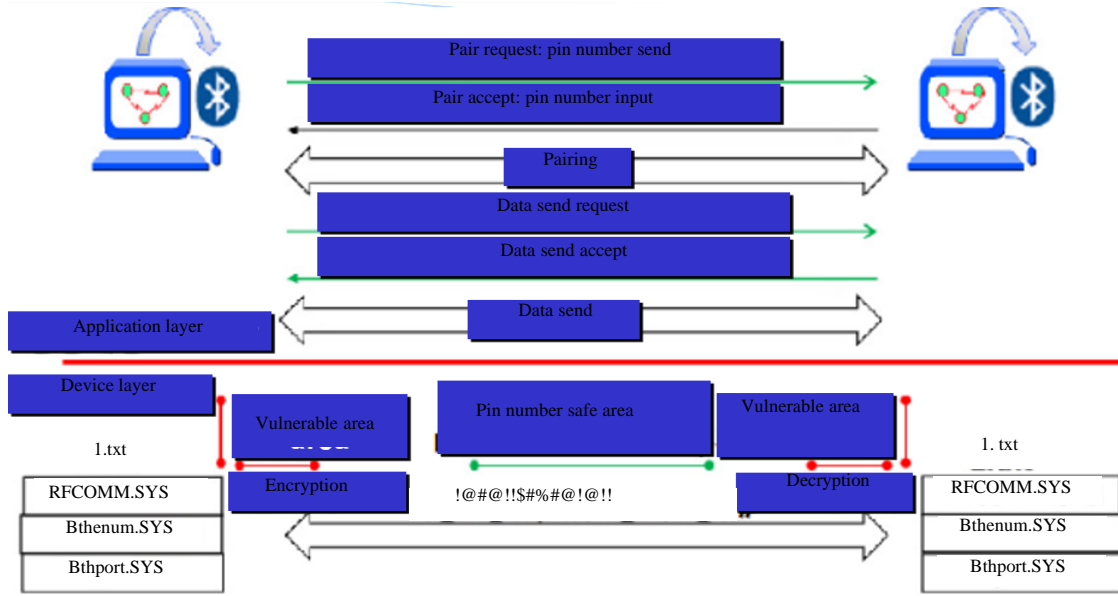 Pair request: pin number send
Pair accept: pin number input
Pairing
Data send request
Data send accept
Data send
Application layer
Device layer
Vulnerable area
Pin number safe area
Vulnerable area
1.txt
1. txt
Encryption
!@#@!!$#%#@!@!!
Decryption
RFCOMM.SYS
RFCOMM.SYS
Bthenum.SYS
Bthenum.SYS
Bthport.SYS
Bthport.SYS